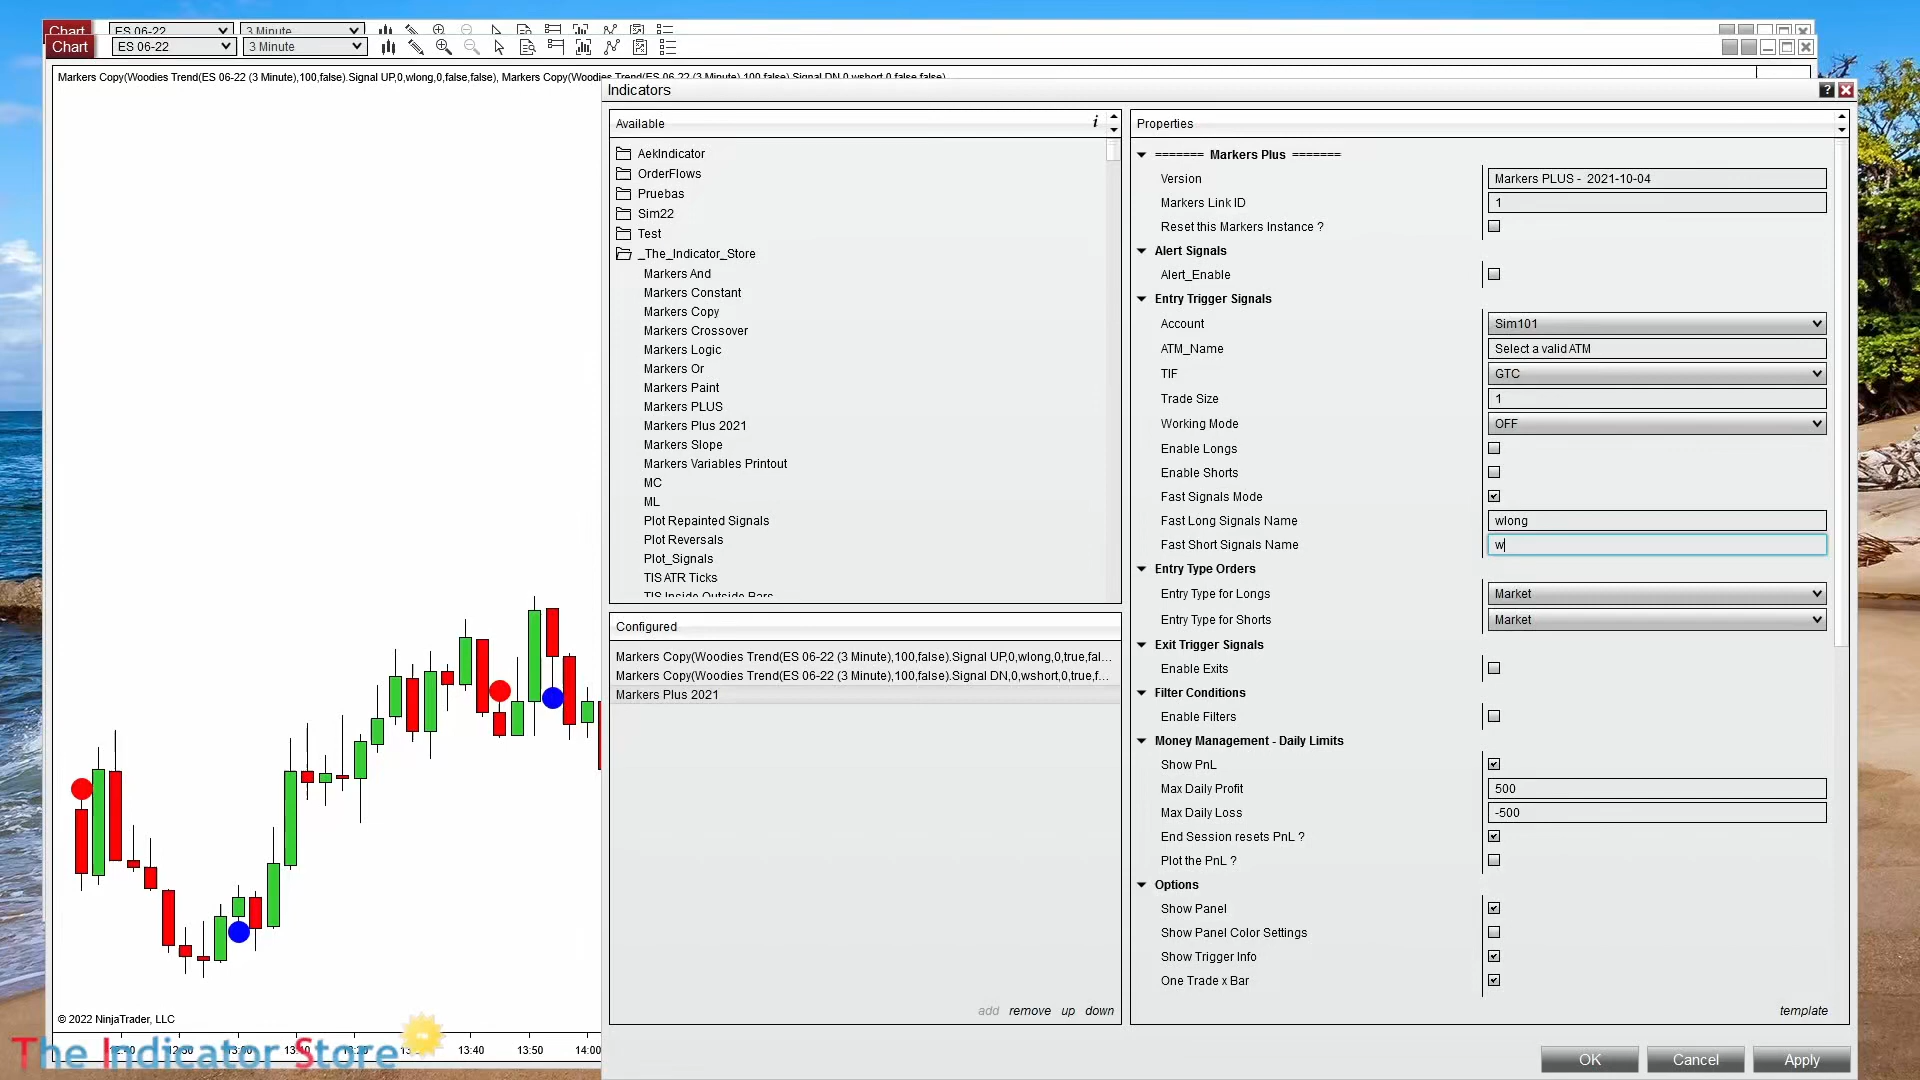 Chart
ES 06-22
3 Minute
Chart
ES 06-22
3 Minute
Markers Copy(Woodies Trend(ES 06-22 (3 Minute),100,false).Signal UP,0,wlong,0,false,false), Markers Copy(Woodies Trend(ES 06-22 (3 Minute),100,false).Signal DN,0,wshort,0,false,false)
Indicators
Available
i
AekIndicator
OrderFlows
Pruebas
Sim22
Test
_The_Indicator_Store
Markers And
Markers Constant
Markers Copy
Markers Crossover
Markers Logic
Markers Or
Markers Paint
Markers PLUS
Markers Plus 2021
Markers Slope
Markers Variables Printout
MC
ML
Plot Repainted Signals
Plot Reversals
Plot_Signals
TIS ATR Ticks
TIS Inside Outside Bars
Configured
Markers Copy(Woodies Trend(ES 06-22 (3 Minute),100,false).Signal UP,0,wlong,0,true,fal...
Markers Copy(Woodies Trend(ES 06-22 (3 Minute),100,false).Signal DN,0,wshort,0,true,f...
Markers Plus 2021
add remove up down
Properties
======= Markers Plus =======
Version Markers PLUS - 2021-10-04
Markers Link ID 1
Reset this Markers Instance ?
Alert Signals
Alert_Enable
Entry Trigger Signals
Account Sim101
ATM_Name Select a valid ATM
TIF GTC
Trade Size 1
Working Mode OFF
Enable Longs
Enable Shorts
Fast Signals Mode
Fast Long Signals Name wlong
Fast Short Signals Name w
Entry Type Orders
Entry Type for Longs Market
Entry Type for Shorts Market
Exit Trigger Signals
Enable Exits
Filter Conditions
Enable Filters
Money Management - Daily Limits
Show PnL
Max Daily Profit 500
Max Daily Loss -500
End Session resets PnL ?
Plot the PnL ?
Options
Show Panel
Show Panel Color Settings
Show Trigger Info
One Trade x Bar
template
OK Cancel Apply
© 2022 NinjaTrader, LLC
13:40 13:50 14:00
The Indicator Store